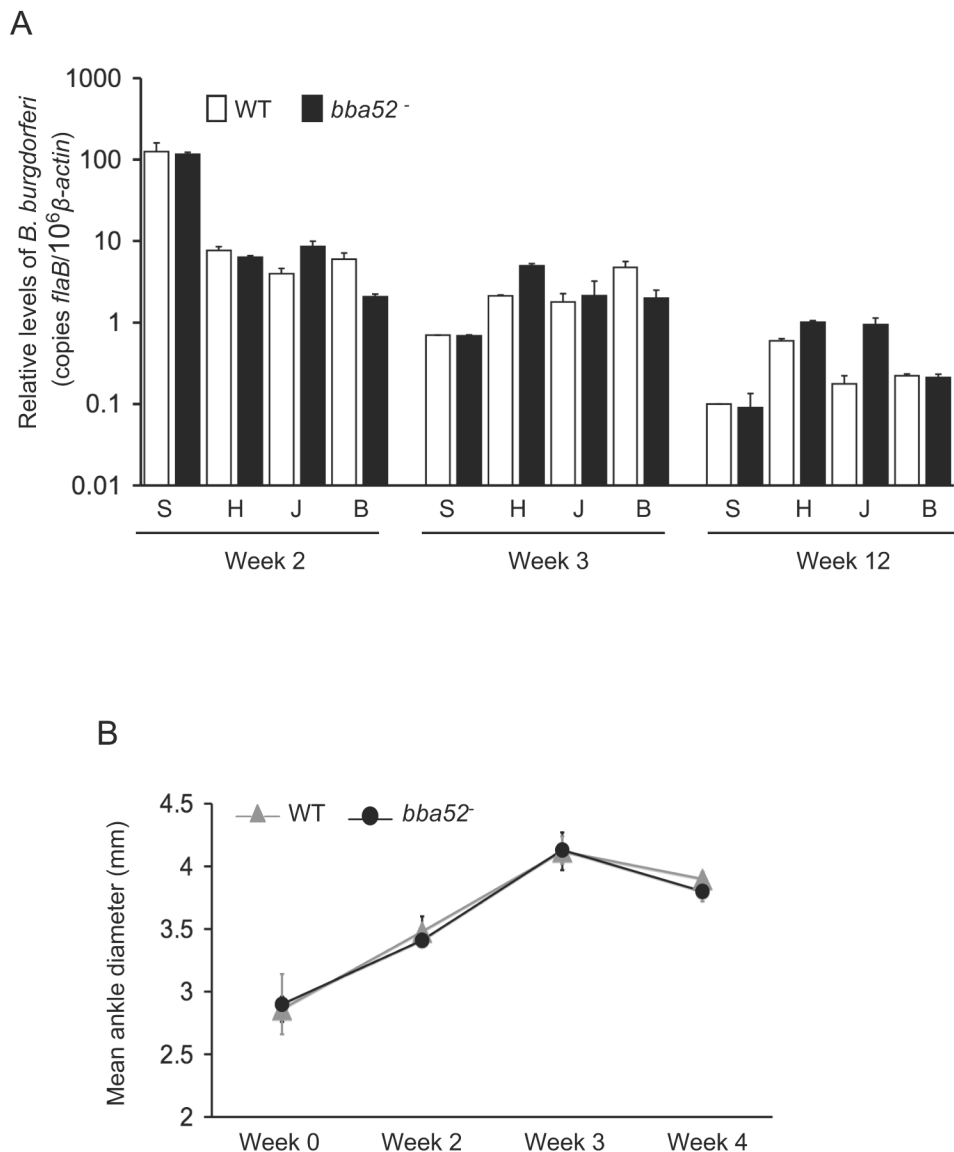 A
Relative levels of B. burgdorferi
(copies flaB/10⁶β-actin)
1000
100
10
1
0.1
0.01
WT bba52 ⁻
S H J B S H J B S H J B
Week 2 Week 3 Week 12
B
Mean ankle diameter (mm)
4.5
4
3.5
3
2.5
2
WT bba52⁻
Week 0 Week 2 Week 3 Week 4